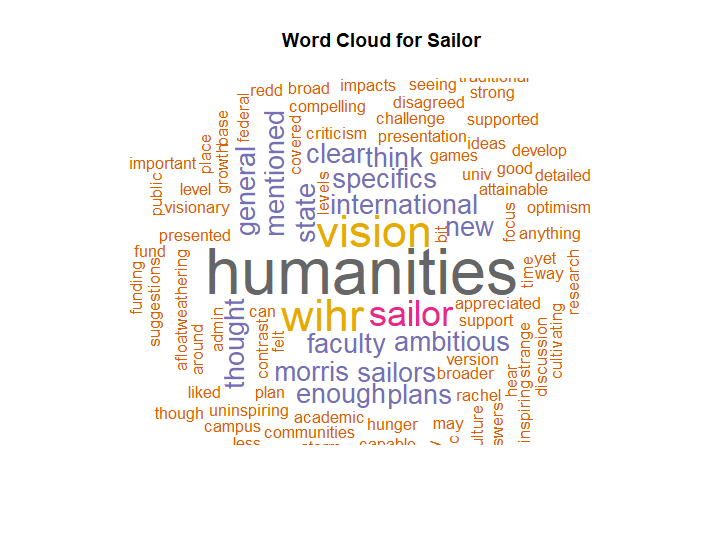 Word Cloud for Sailor
traditional
redd broad impacts seeing strong
compelling disagreed
federal
base
mentioned
general
covered
challenge supported
criticism presentation ideas
place
growth
clear think games develop
important
public
level
levels
state
specifics univ good detailed
attainable
visionary international focus optimism
presented vision bit new anything
fund
funding
suggestions
afloat weathering
humanities
time
yet
way
research
admin
around
can wihr sailor appreciated
support
thought
contrast
felt
faculty ambitious
version
strange
discussion
cultivating
morris sailors broader
hear
inspiring
liked plan enough plans rachel
though uninspiring academic hunger may
campus communities
less storm capable